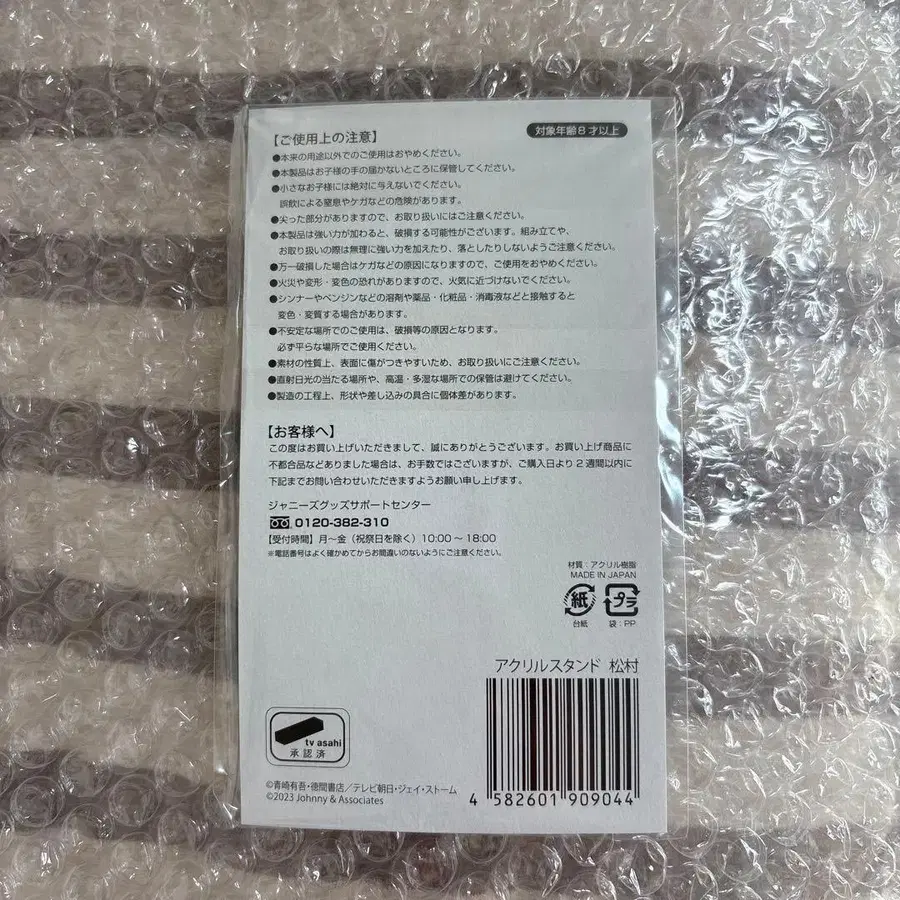 対象年齢8才以上
【ご使用上の注意】
●本来の用途以外でのご使用はおやめください。
●本製品はお子様の手の届かないところに保管してください。
●小さなお子様には絶対に与えないでください。
誤飲による窒息やケガなどの危険があります。
●尖った部分がありますので、お取り扱いにはご注意ください。
●本製品は強い力が加わると、破損する可能性がございます。組み立てや、
お取り扱いの際は無理に強い力を加えたり、落としたりしないようご注意ください。
●万一破損した場合はケガなどの原因になりますので、ご使用をおやめください。
●火災や変形・変色の恐れがありますので、火気に近づけないでください。
●シンナーやベンジンなどの溶剤や薬品・化粧品・消毒液などと接触すると
変色・変質する場合があります。
●不安定な場所でのご使用は、破損等の原因となります。
必ず平らな場所でご使用ください。
●素材の性質上、表面に傷がつきやすいため、お取り扱いにご注意ください。
●直射日光の当たる場所や、高温・多湿な場所での保管は避けてください。
●製造の工程上、形状や差し込みの具合に個体差があります。
【お客様へ】
この度はお買い上げいただきまして、誠にありがとうございます。お買い上げ商品に
不都合品などありました場合は、お手数ではございますが、ご購入日より2週間以内に
下記までお問い合わせいただきますようお願い申し上げます。
ジャニーズグッズサポートセンター
0120-382-310
【受付時間】月〜金（祝祭日を除く）10:00〜18:00
※電話番号はよく確かめてからお間違いのないようにご注意ください。
材質：アクリル樹脂
MADE IN JAPAN
紙 プラ
台紙 袋：PP
アクリルスタンド 松村
tv asahi
承認済
©青崎有吾・徳間書店／テレビ朝日・ジェイ・ストーム
©2023 Johnny & Associates
4 582601 909044